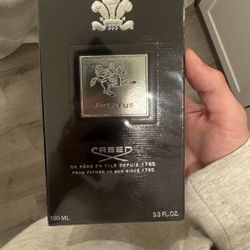 AVENTUS
CREED
DE PÈRE EN FILS DEPUIS 1760
FROM FATHER TO SON SINCE 1760
100 ML 3.3 FL.OZ.